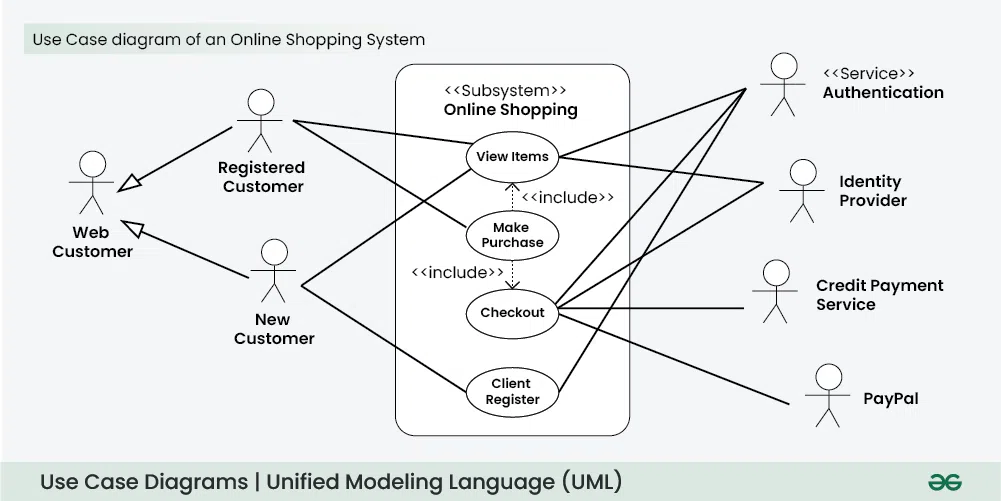 Use Case diagram of an Online Shopping System
<<Subsystem>>
Online Shopping
<<Service>>
Authentication
Registered
Customer
View Items
Identity
Provider
<<include>>
Web
Customer
Make
Purchase
<<include>>
Credit Payment
Service
New
Customer
Checkout
Client
Register
PayPal
Use Case Diagrams | Unified Modeling Language (UML)